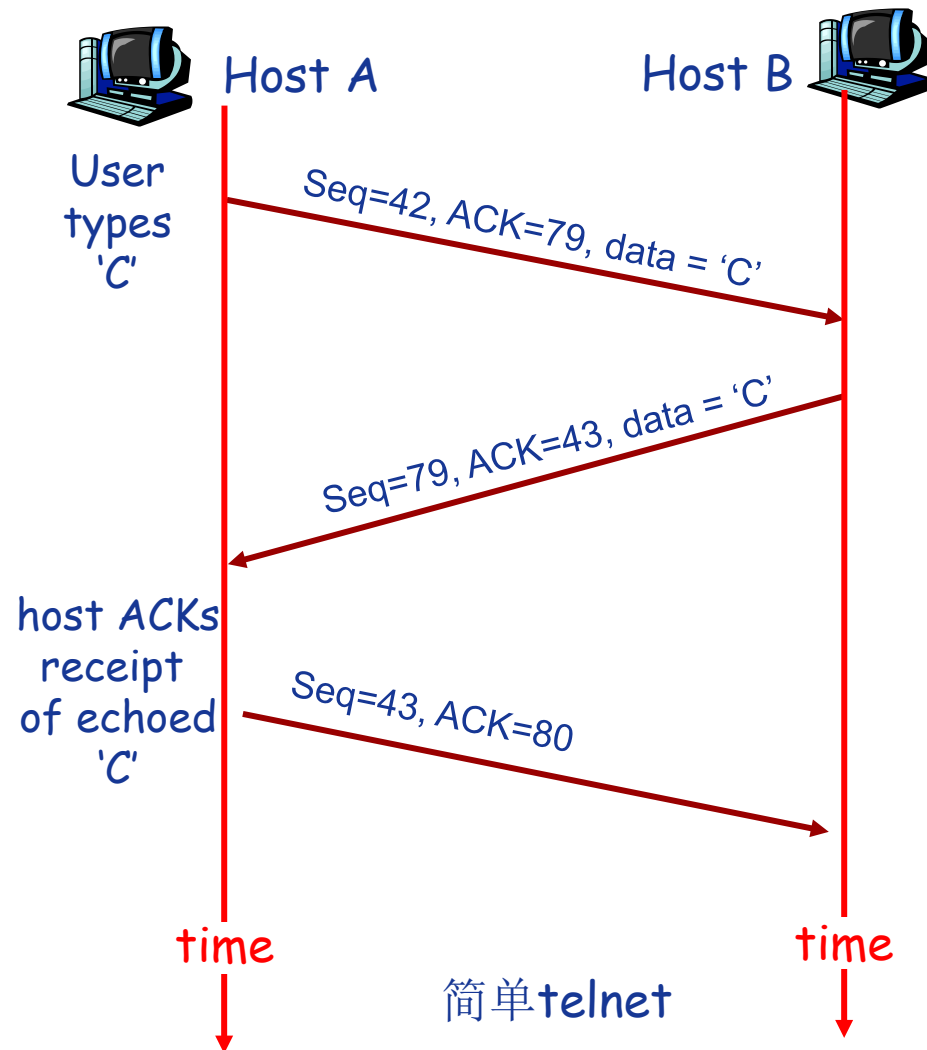 Host A
Host B
User
types
‘C’
Seq=42, ACK=79, data = ‘C’
Seq=79, ACK=43, data = ‘C’
host ACKs
receipt
of echoed
‘C’
Seq=43, ACK=80
time
time
简单telnet